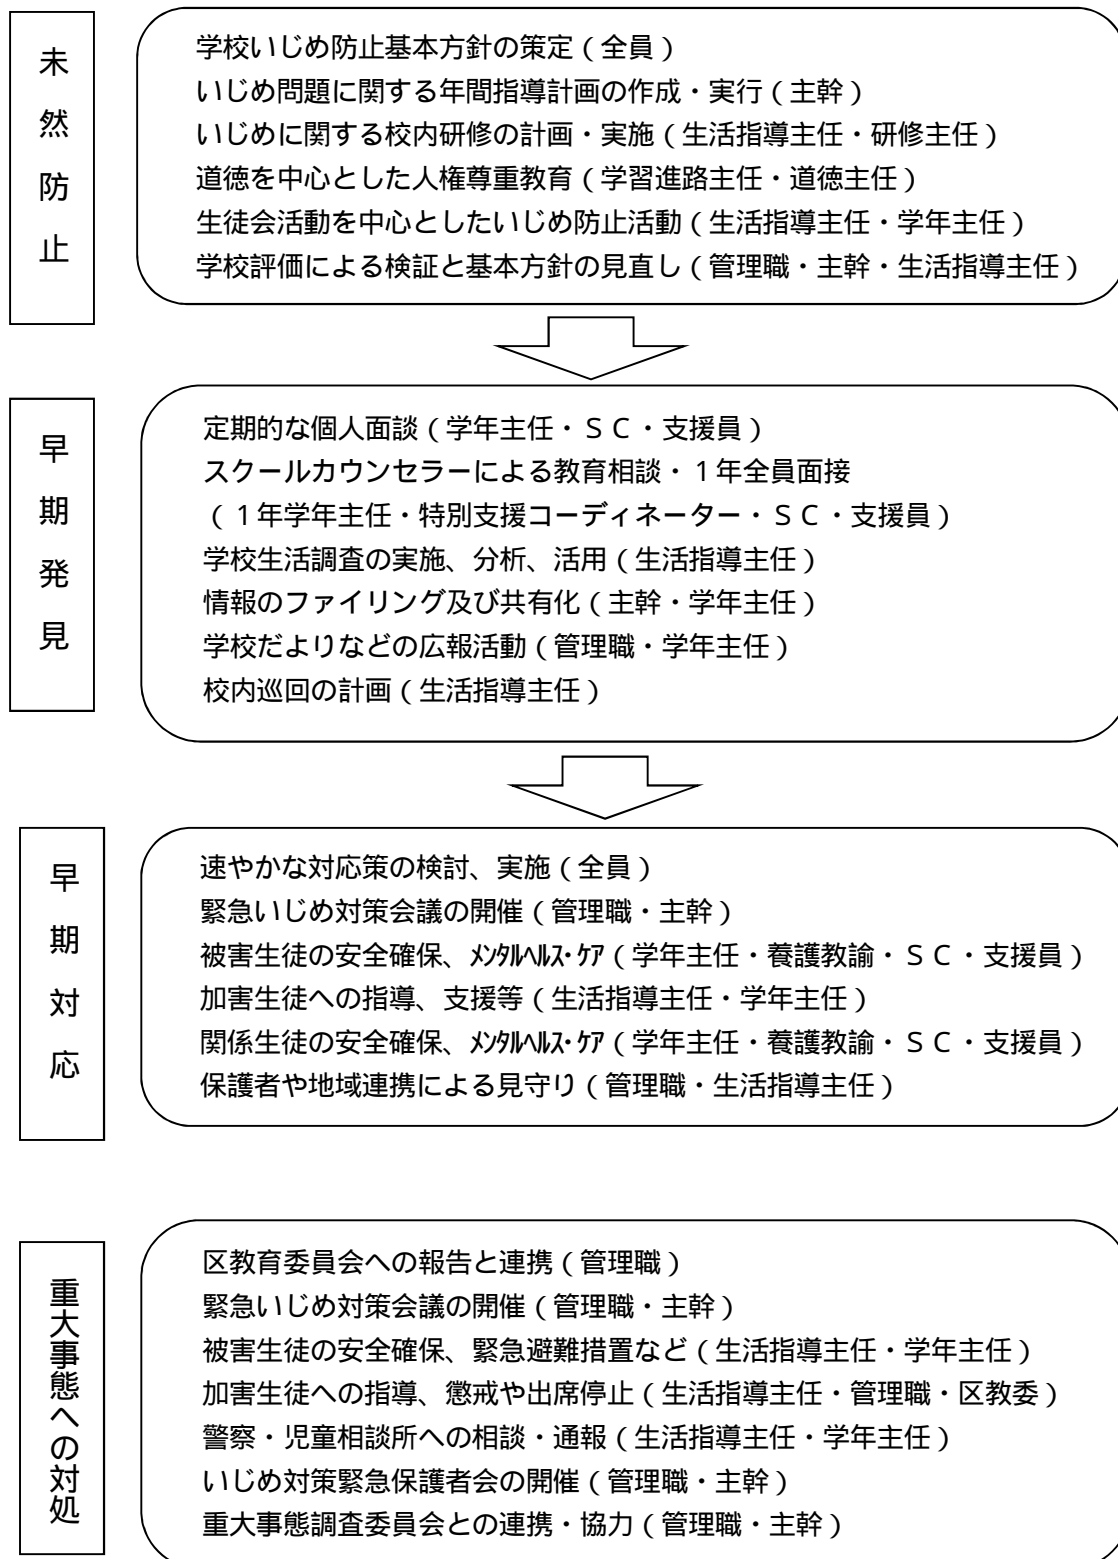 未然防止
学校いじめ防止基本方針の策定(全員)
いじめ問題に関する年間指導計画の作成・実行(主幹)
いじめに関する校内研修の計画・実施(生活指導主任・研修主任)
道徳を中心とした人権尊重教育(学習進路主任・道徳主任)
生徒会活動を中心としたいじめ防止活動(生活指導主任・学年主任)
学校評価による検証と基本方針の見直し(管理職・主幹・生活指導主任)
早期発見
定期的な個人面談(学年主任・SC・支援員)
スクールカウンセラーによる教育相談・1年全員面接
(1年学年主任・特別支援コーディネーター・SC・支援員)
学校生活調査の実施、分析、活用(生活指導主任)
情報のファイリング及び共有化(主幹・学年主任)
学校だよりなどの広報活動(管理職・学年主任)
校内巡回の計画(生活指導主任)
早期対応
速やかな対応策の検討、実施(全員)
緊急いじめ対策会議の開催(管理職・主幹)
被害生徒の安全確保、メンタルヘルス・ケア(学年主任・養護教諭・SC・支援員)
加害生徒への指導、支援等(生活指導主任・学年主任)
関係生徒の安全確保、メンタルヘルス・ケア(学年主任・養護教諭・SC・支援員)
保護者や地域連携による見守り(管理職・生活指導主任)
重大事態への対処
区教育委員会への報告と連携(管理職)
緊急いじめ対策会議の開催(管理職・主幹)
被害生徒の安全確保、緊急避難措置など(生活指導主任・学年主任)
加害生徒への指導、懲戒や出席停止(生活指導主任・管理職・区教委)
警察・児童相談所への相談・通報(生活指導主任・学年主任)
いじめ対策緊急保護者会の開催(管理職・主幹)
重大事態調査委員会との連携・協力(管理職・主幹)